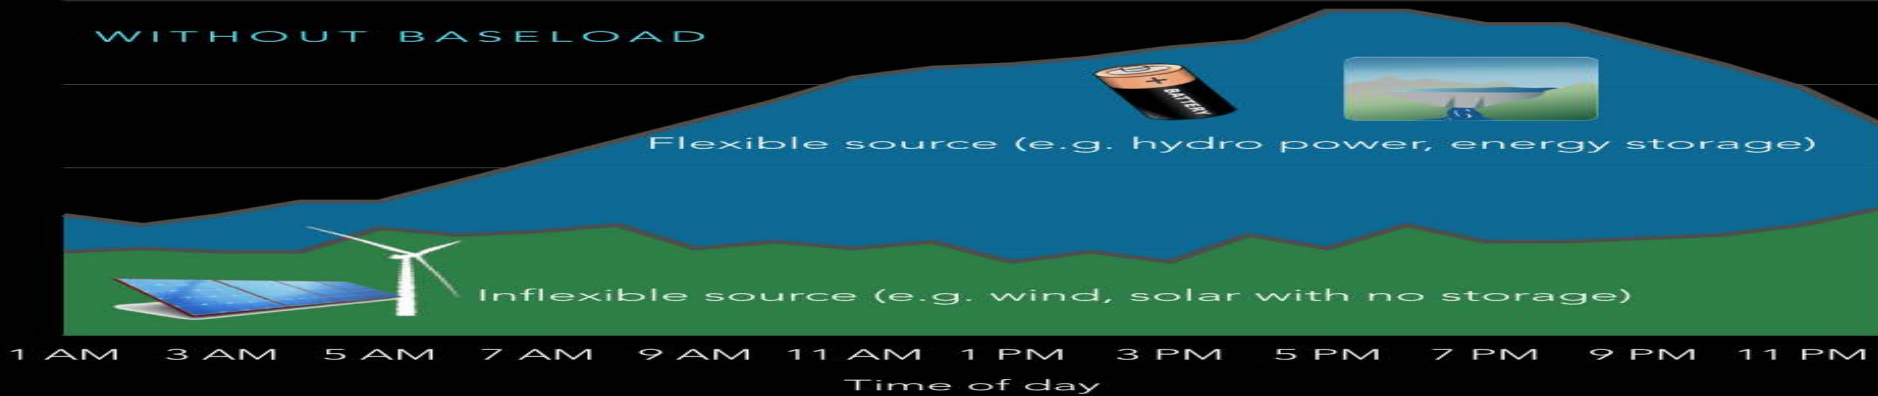 WITHOUT BASELOAD
BATTERY
Flexible source (e.g. hydro power, energy storage)
Inflexible source (e.g. wind, solar with no storage)
1 AM 3 AM 5 AM 7 AM 9 AM 11 AM 1 PM 3 PM 5 PM 7 PM 9 PM 11 PM
Time of day